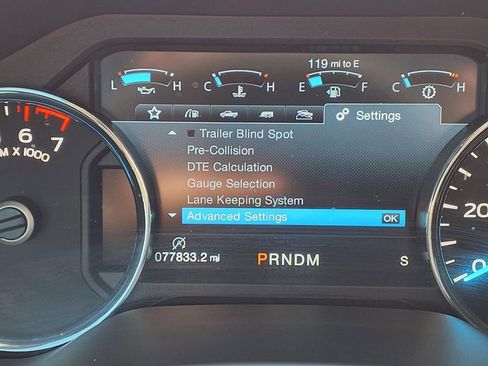 119 mi to E
L H C H E F C H
Settings
Trailer Blind Spot
Pre-Collision
DTE Calculation
Gauge Selection
Lane Keeping System
Advanced Settings OK
6 7
M X 1000
077833.2 mi
PRNDM
S
20
0